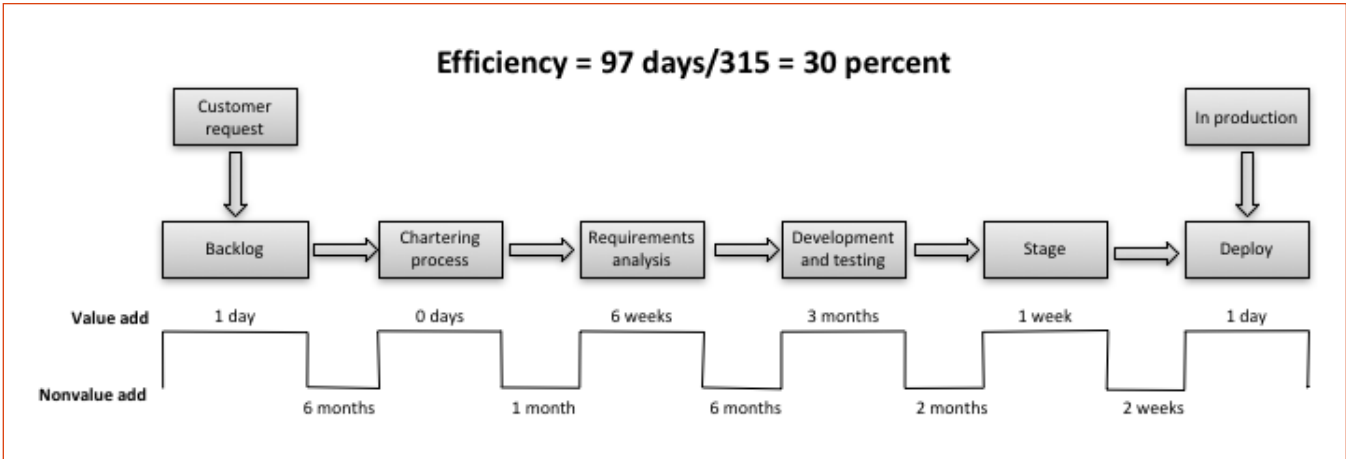 Efficiency = 97 days/315 = 30 percent
Customer
request
In production
Backlog
Chartering
process
Requirements
analysis
Development
and testing
Stage
Deploy
Value add
1 day
0 days
6 weeks
3 months
1 week
1 day
Nonvalue add
6 months
1 month
6 months
2 months
2 weeks